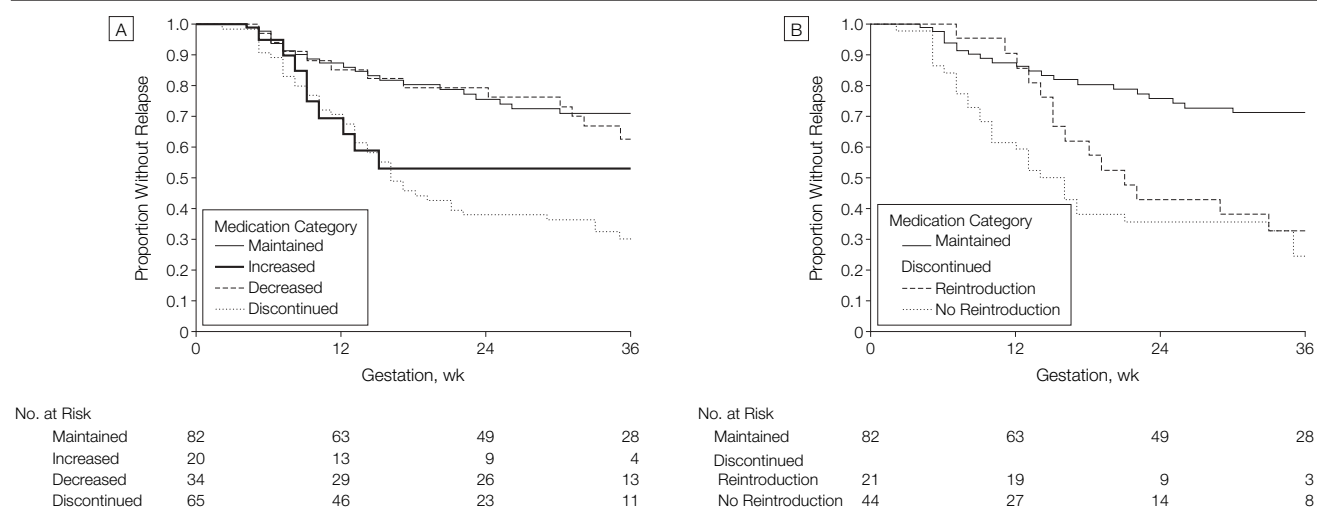 A
1.0
0.9
0.8
0.7
0.6
0.5
0.4
0.3
0.2
0.1
0
Proportion Without Relapse
Medication Category
Maintained
Increased
Decreased
Discontinued
0 12 24 36
Gestation, wk
No. at Risk
Maintained 82 63 49 28
Increased 20 13 9 4
Decreased 34 29 26 13
Discontinued 65 46 23 11
B
1.0
0.9
0.8
0.7
0.6
0.5
0.4
0.3
0.2
0.1
0
Proportion Without Relapse
Medication Category
Maintained
Discontinued
Reintroduction
No Reintroduction
0 12 24 36
Gestation, wk
No. at Risk
Maintained 82 63 49 28
Discontinued
Reintroduction 21 19 9 3
No Reintroduction 44 27 14 8